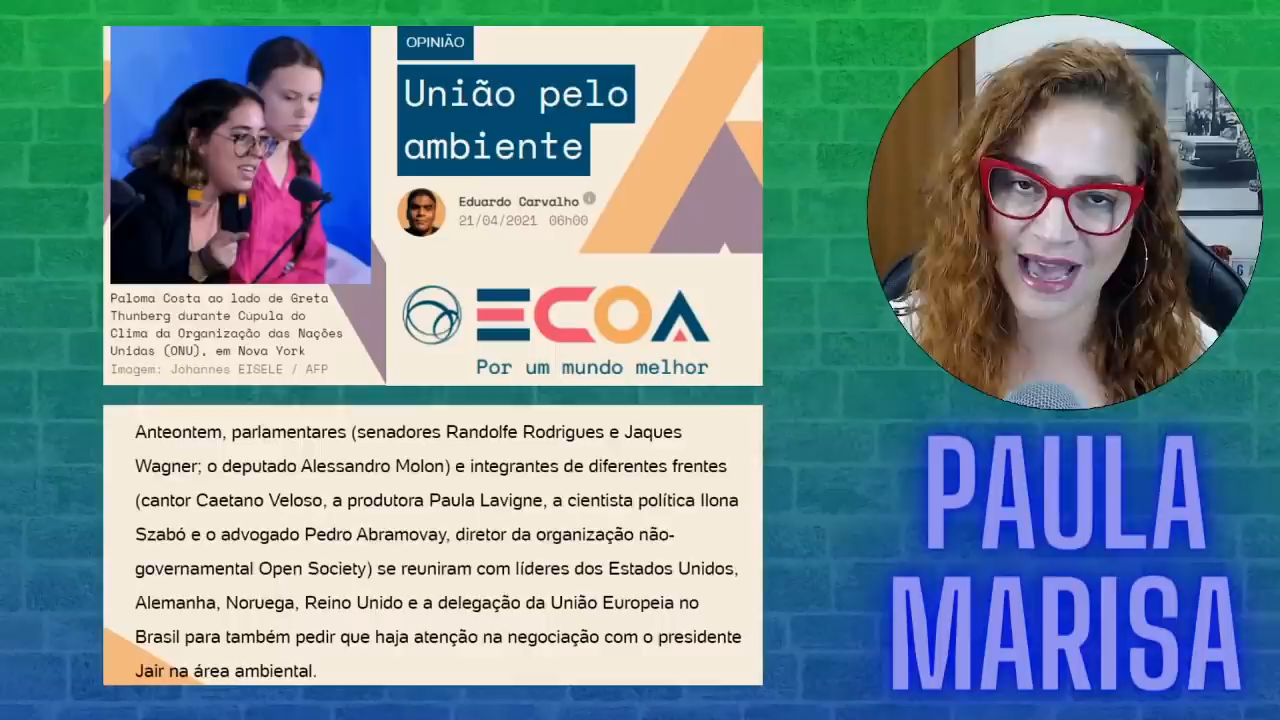 OPINIÃO
União pelo
ambiente
Eduardo Carvalho
21/04/2021 06h00
Paloma Costa ao lado de Greta
Thunberg durante Cúpula do
Clima da Organização das Nações
Unidas (ONU), em Nova York
Imagem: Johannes EISELE / AFP
ECOA
Por um mundo melhor
Anteontem, parlamentares (senadores Randolfe Rodrigues e Jaques
Wagner; o deputado Alessandro Molon) e integrantes de diferentes frentes
(cantor Caetano Veloso, a produtora Paula Lavigne, a cientista política Ilona
Szabó e o advogado Pedro Abramovay, diretor da organização não-
governamental Open Society) se reuniram com líderes dos Estados Unidos,
Alemanha, Noruega, Reino Unido e a delegação da União Europeia no
Brasil para também pedir que haja atenção na negociação com o presidente
Jair na área ambiental.
PAULA
MARISA